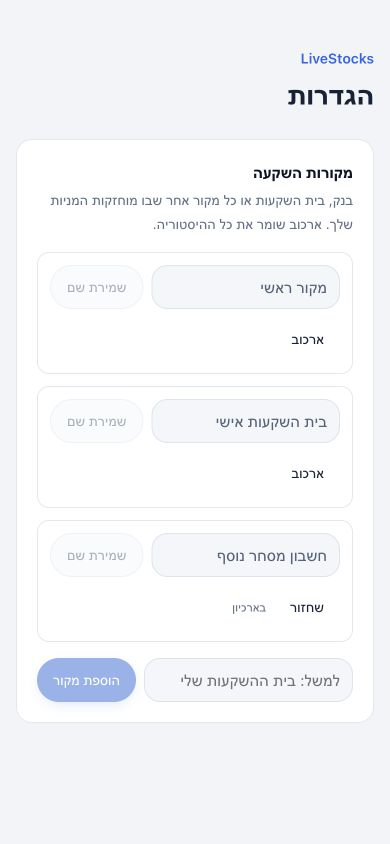 LiveStocks
הגדרות
מקורות השקעה
בנק, בית השקעות או כל מקור אחר שבו מוחזקות המניות
שלך. ארכוב שומר את כל ההיסטוריה.
מקור ראשי
שמירת שם
ארכוב
בית השקעות אישי
שמירת שם
ארכוב
חשבון מסחר נוסף
שמירת שם
שחזור
בארכיון
למשל: בית ההשקעות שלי
הוספת מקור